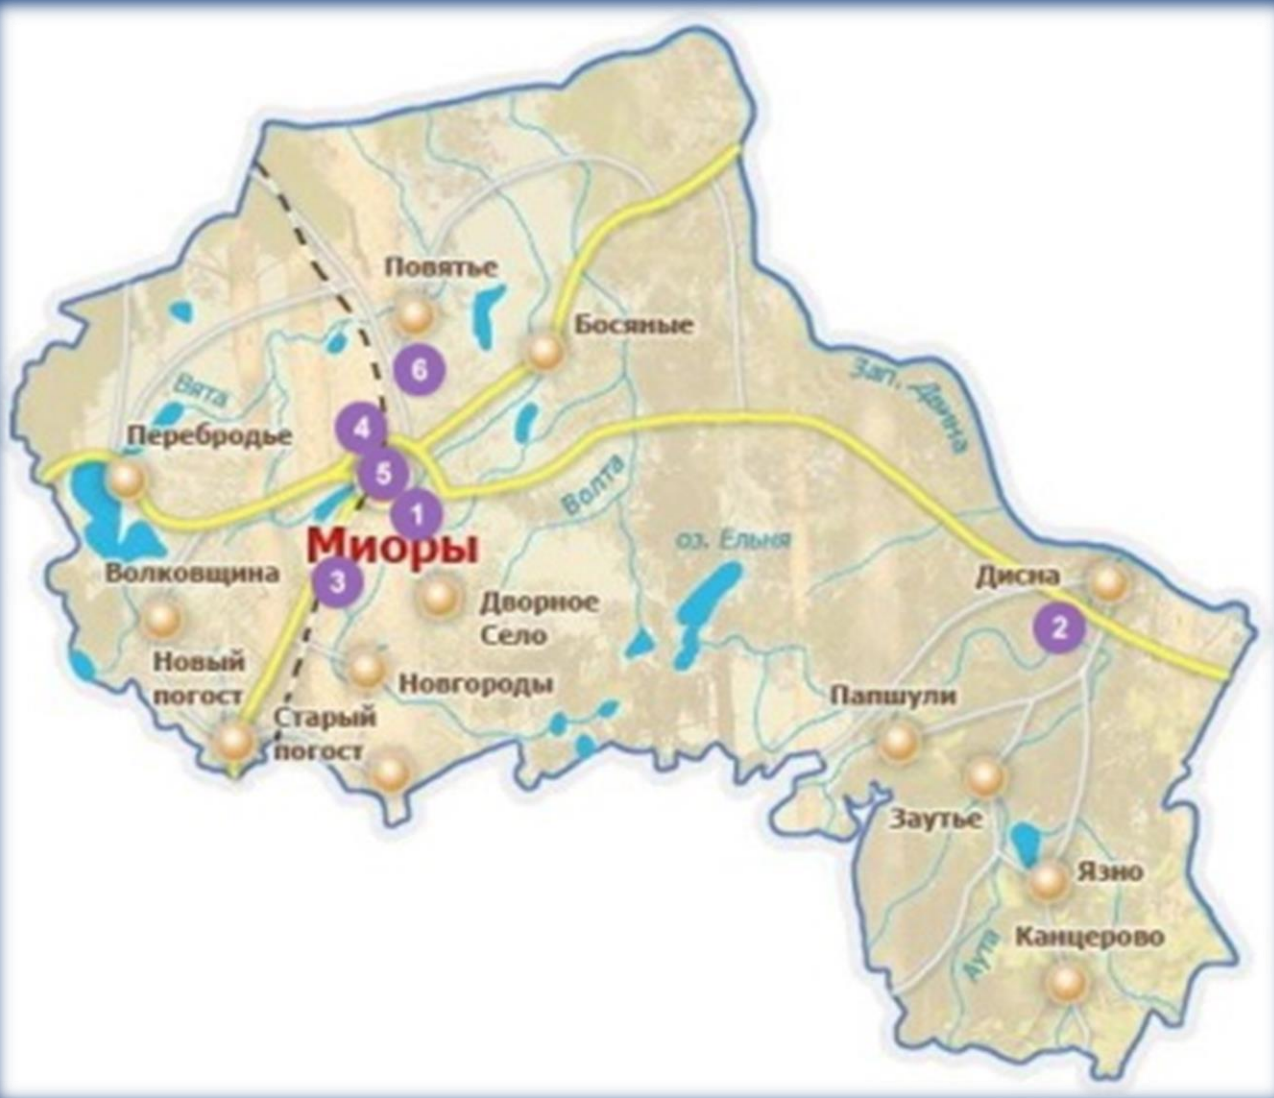 Повятье
Босяные
6
Зап. Двина
Вята
4
Перебродье
5
Волта
1
Миоры
оз. Ельня
Волковщина
3
Дисна
Дворное
Село
2
Новый
погост
Новгороды
Папшули
Старый
погост
Заутье
Язно
Канцерово
Аута